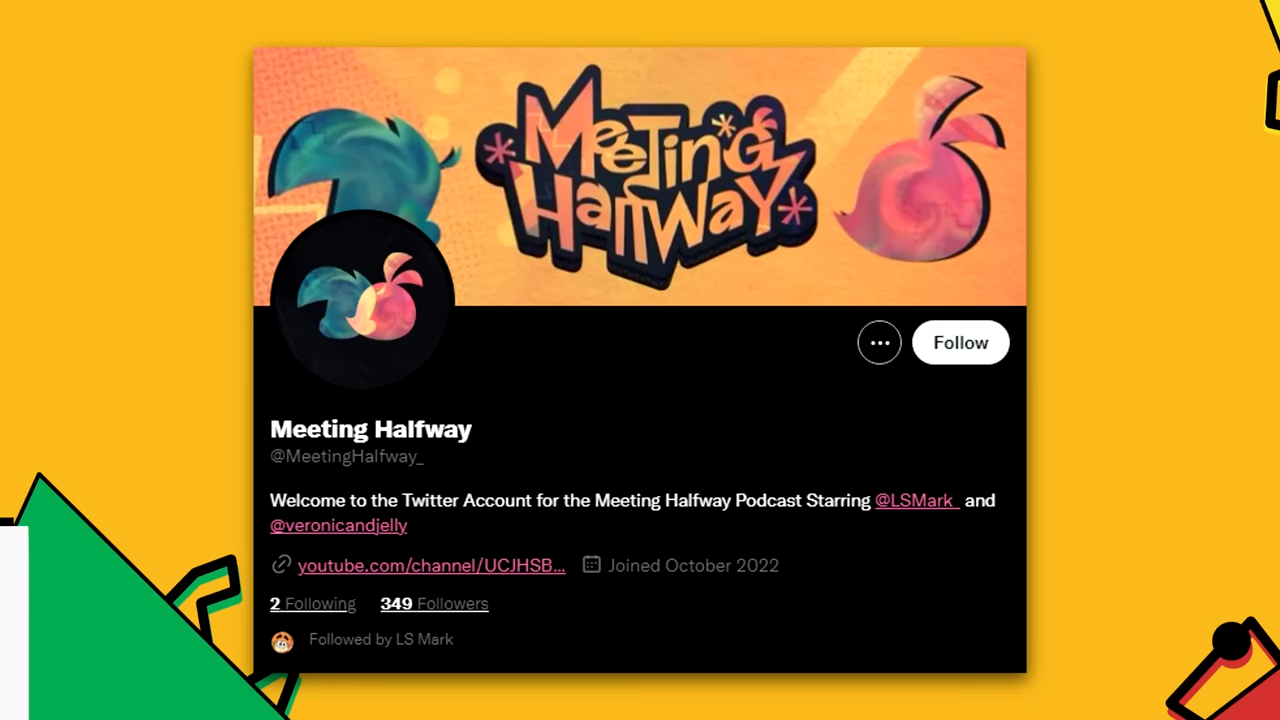 Meeting
Halfway
Follow
Meeting Halfway
@MeetingHalfway_
Welcome to the Twitter Account for the Meeting Halfway Podcast Starring @LSMark_ and
@veronicandjelly
youtube.com/channel/UCJHSB... Joined October 2022
2 Following 349 Followers
Followed by LS Mark